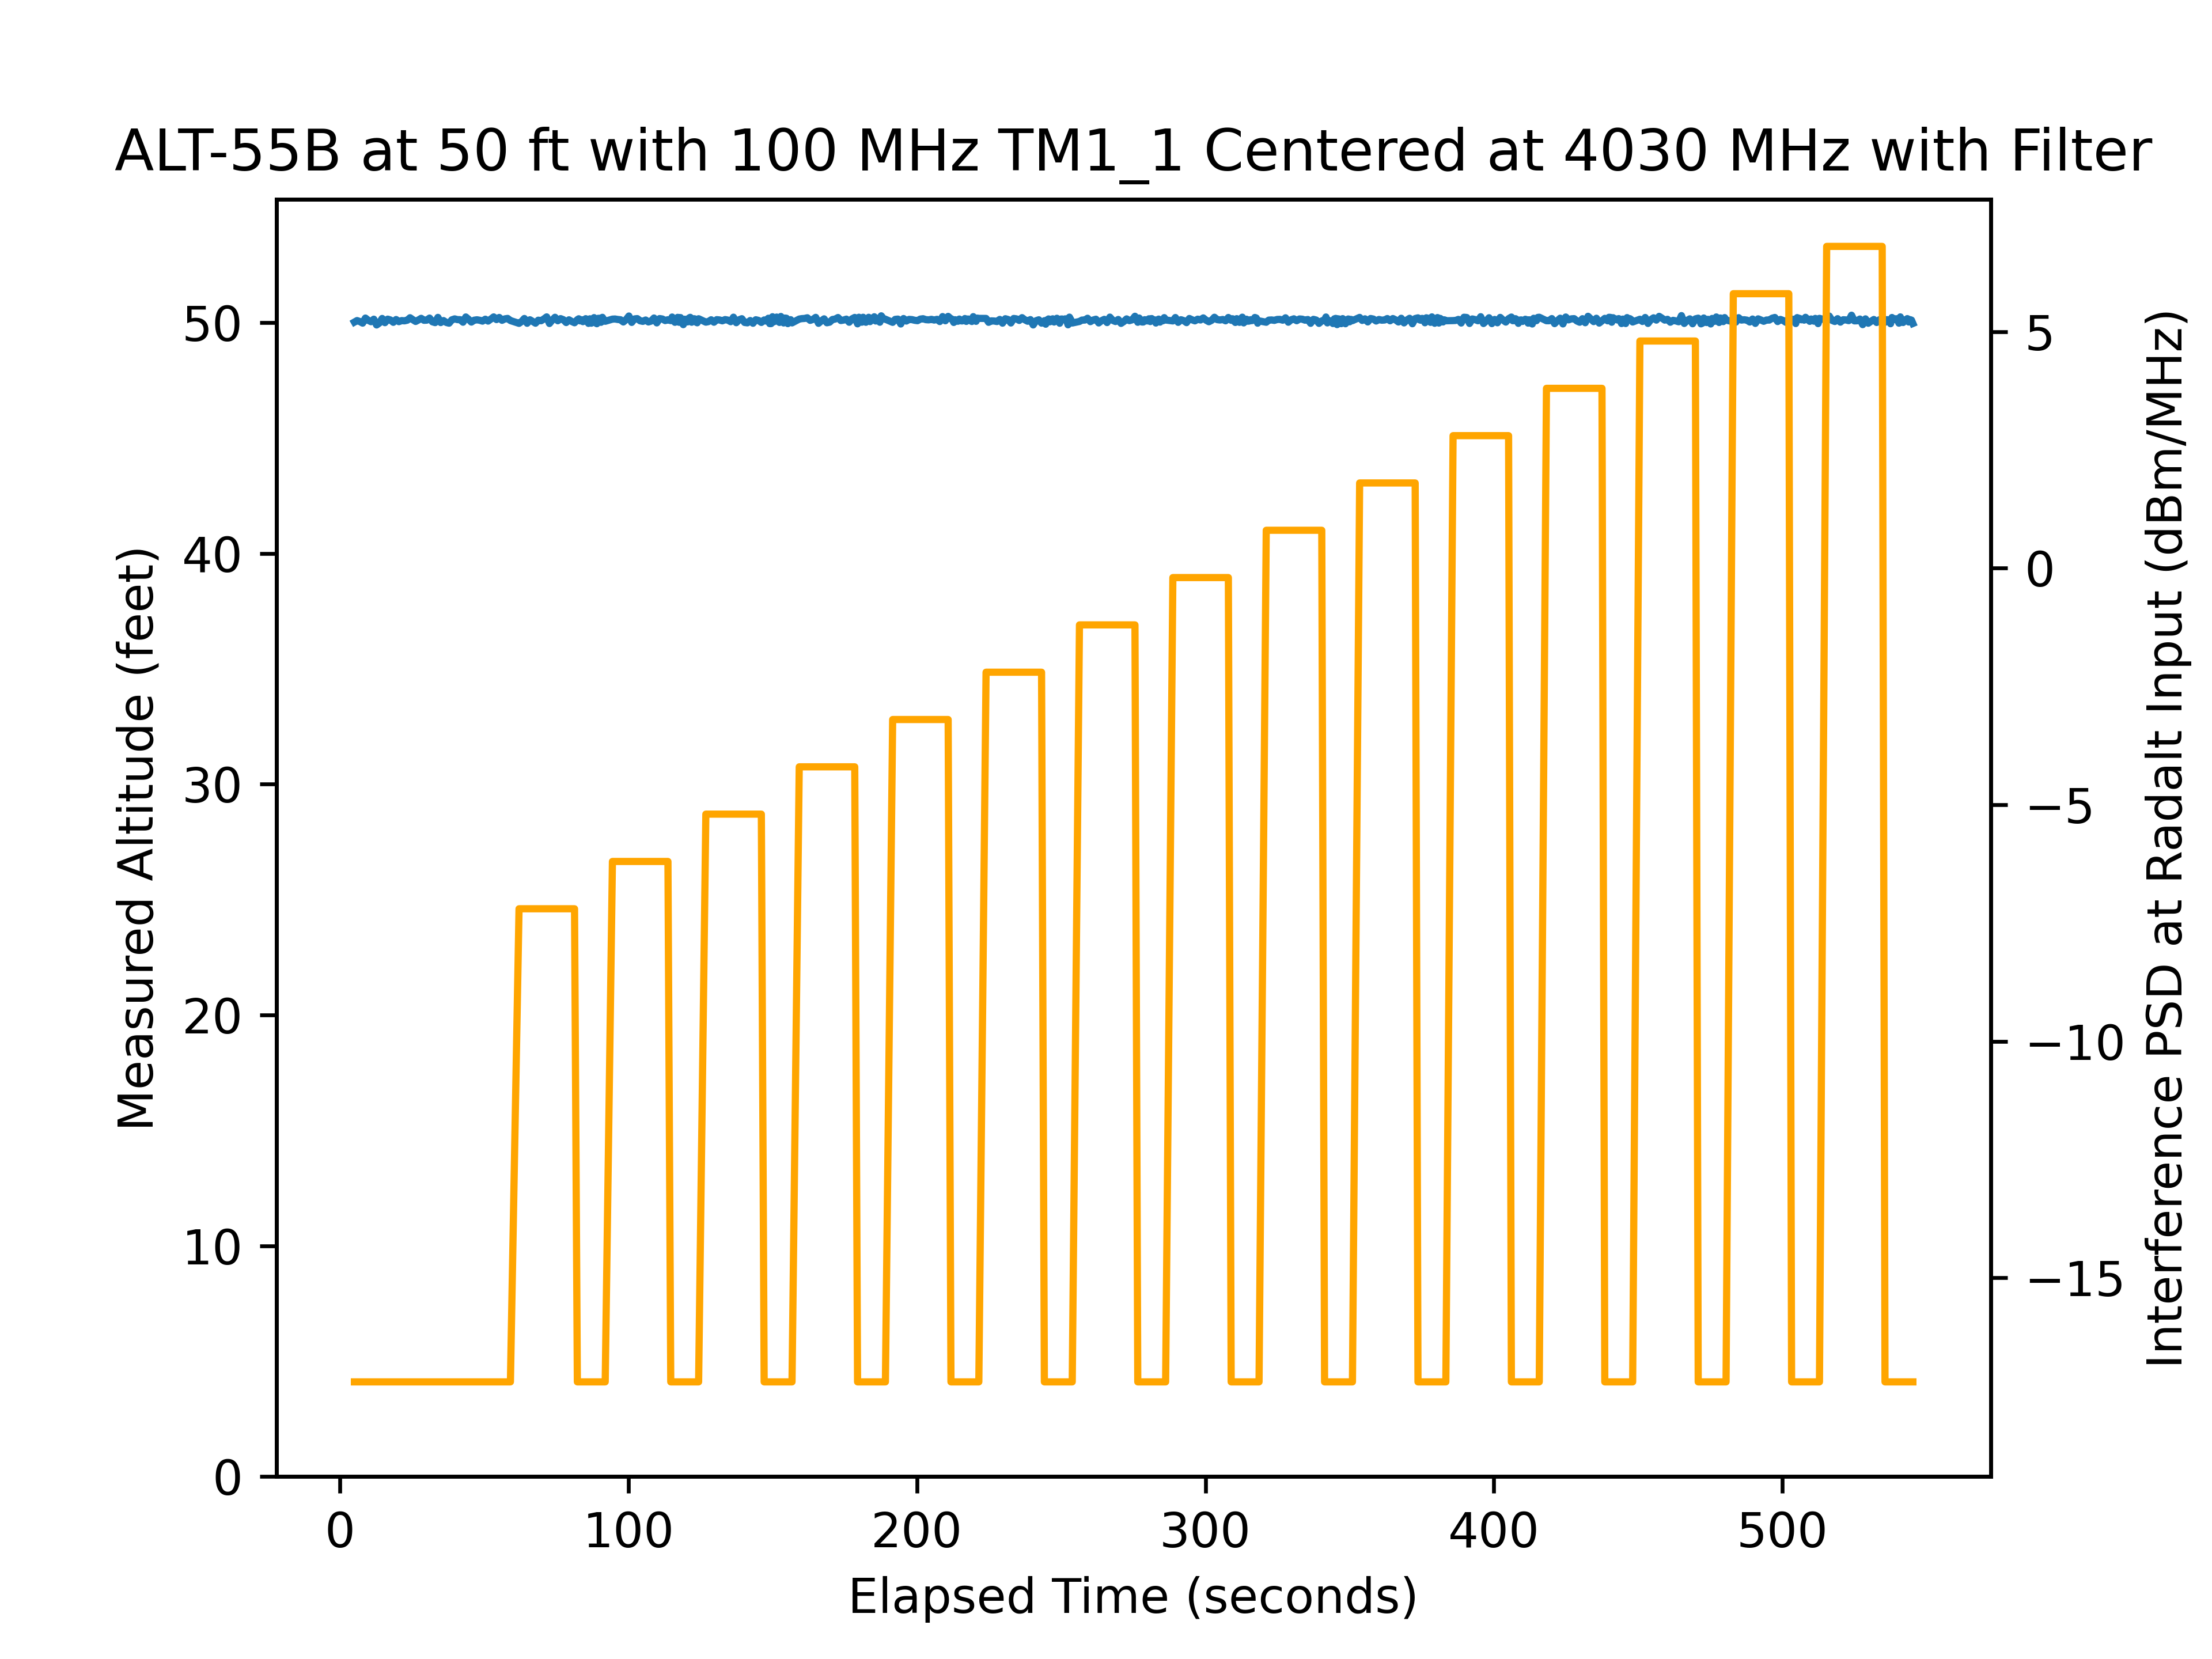 ALT-55B at 50 ft with 100 MHz TM1_1 Centered at 4030 MHz with Filter
Measured Altitude (feet)
50
40
30
20
10
0
0 100 200 300 400 500
Elapsed Time (seconds)
5
0
−5
−10
−15
Interference PSD at Radalt Input (dBm/MHz)